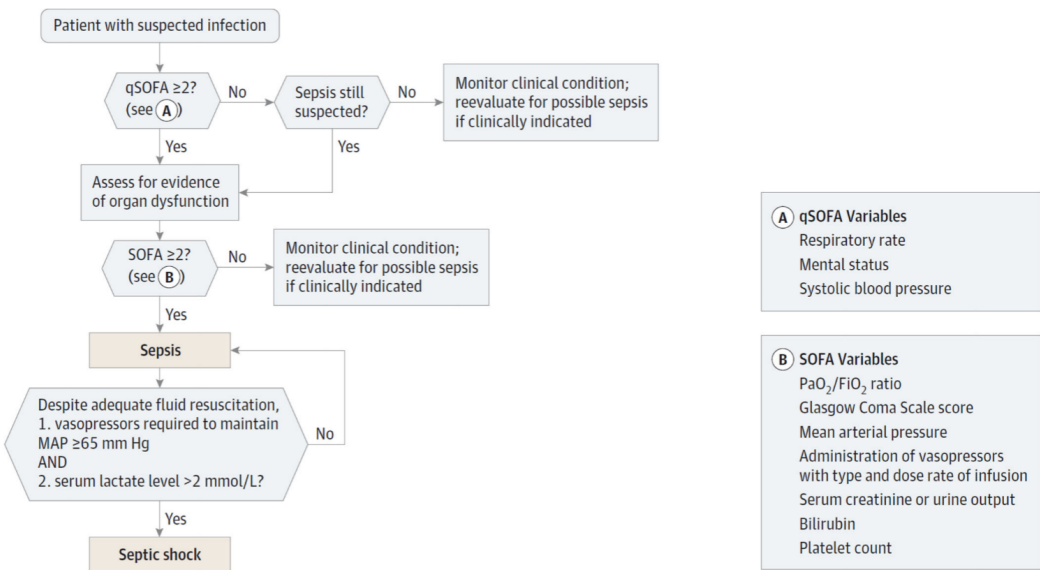 Patient with suspected infection
qSOFA ≥2?
(see A)
No
Sepsis still
suspected?
No
Monitor clinical condition;
reevaluate for possible sepsis
if clinically indicated
Yes
Yes
Assess for evidence
of organ dysfunction
SOFA ≥2?
(see B)
No
Monitor clinical condition;
reevaluate for possible sepsis
if clinically indicated
Yes
Sepsis
Despite adequate fluid resuscitation,
1. vasopressors required to maintain
MAP ≥65 mm Hg
AND
2. serum lactate level >2 mmol/L?
No
Yes
Septic shock
A qSOFA Variables
Respiratory rate
Mental status
Systolic blood pressure
B SOFA Variables
PaO₂/FiO₂ ratio
Glasgow Coma Scale score
Mean arterial pressure
Administration of vasopressors
with type and dose rate of infusion
Serum creatinine or urine output
Bilirubin
Platelet count